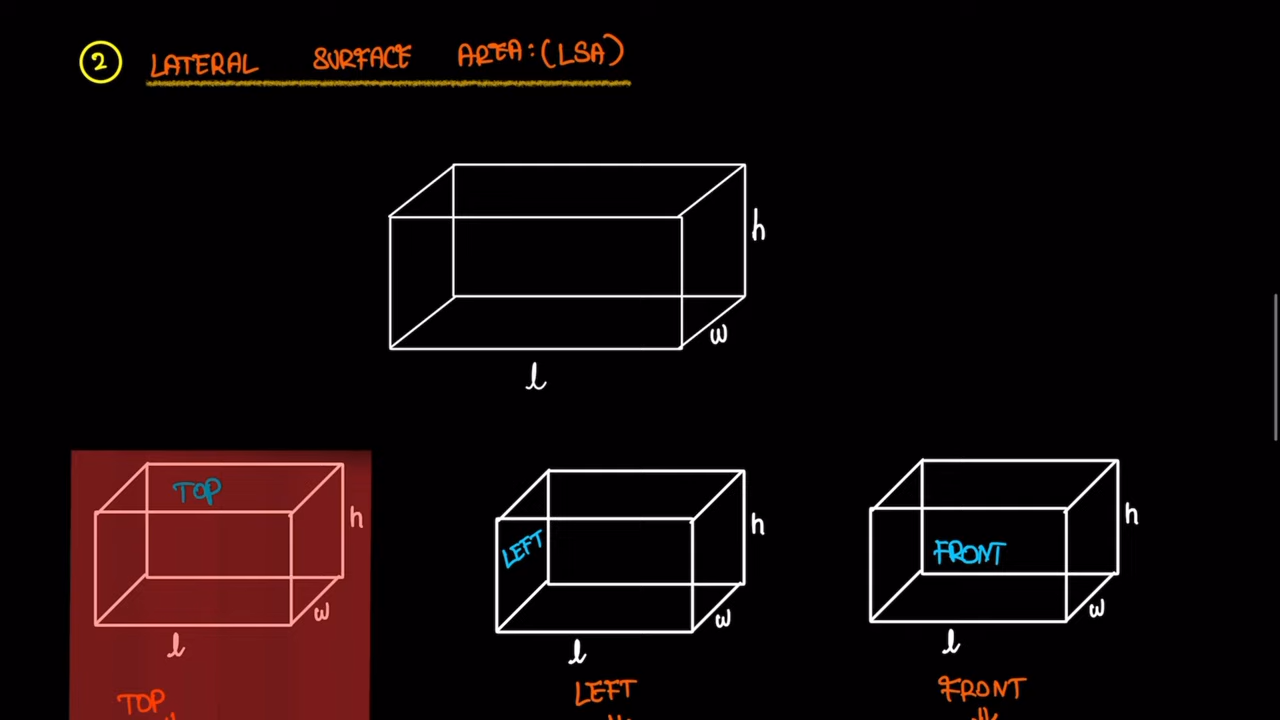 2 LATERAL SURFACE AREA:(LSA)
h
w
l
TOP
h
w
l
LEFT
h
w
l
FRONT
h
w
l
TOP
LEFT
FRONT